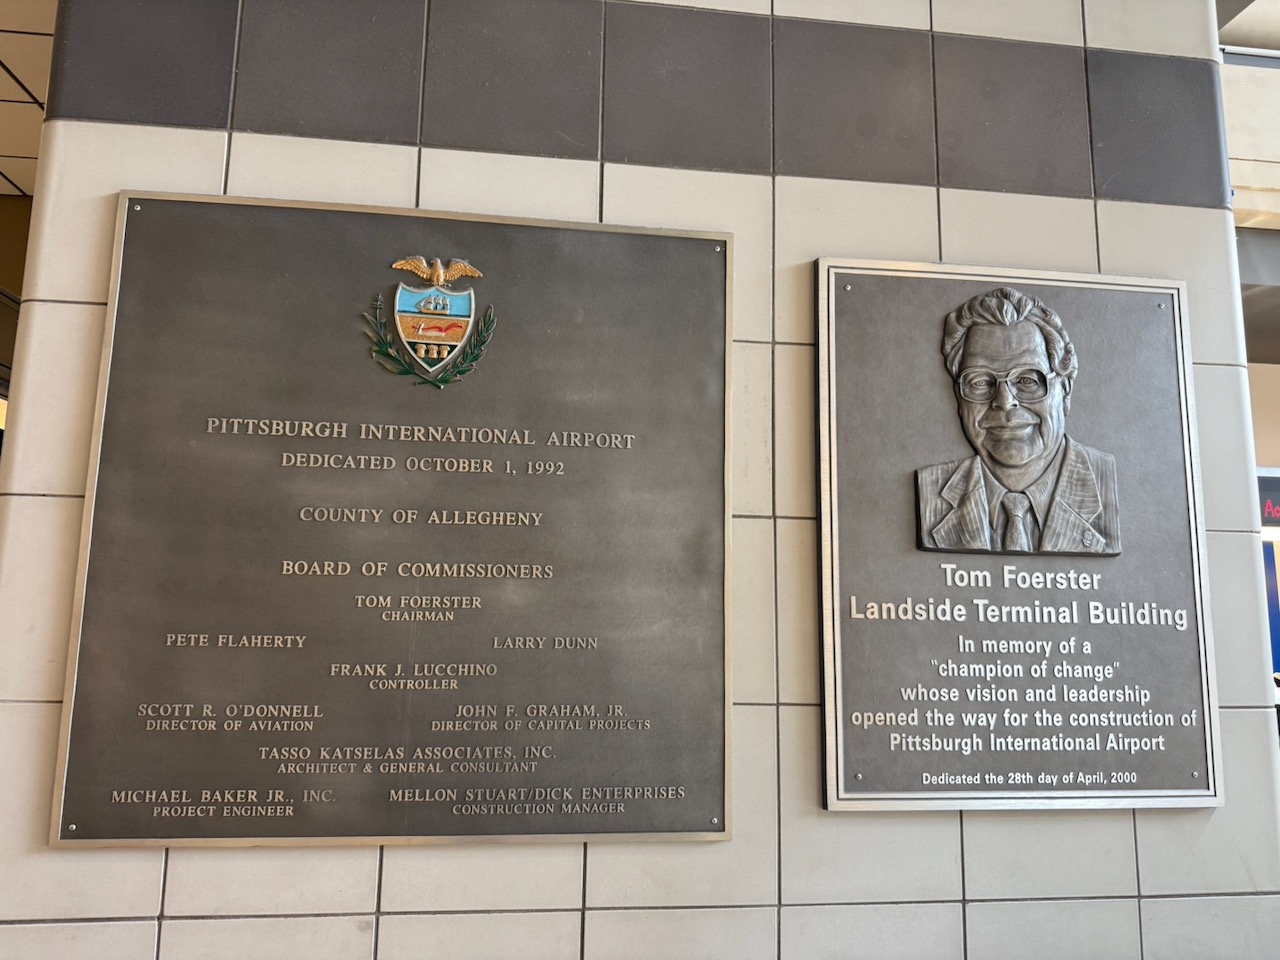 PITTSBURGH INTERNATIONAL AIRPORT
DEDICATED OCTOBER 1, 1992
COUNTY OF ALLEGHENY
BOARD OF COMMISSIONERS
TOM FOERSTER
CHAIRMAN
PETE FLAHERTY
LARRY DUNN
FRANK J. LUCCHINO
CONTROLLER
SCOTT R. O'DONNELL
DIRECTOR OF AVIATION
JOHN F. GRAHAM, JR.
DIRECTOR OF CAPITAL PROJECTS
TASSO KATSELAS ASSOCIATES, INC.
ARCHITECT & GENERAL CONSULTANT
MICHAEL BAKER JR., INC.
PROJECT ENGINEER
MELLON STUART/DICK ENTERPRISES
CONSTRUCTION MANAGER
Tom Foerster
Landside Terminal Building
In memory of a
"champion of change"
whose vision and leadership
opened the way for the construction of
Pittsburgh International Airport
Dedicated the 28th day of April, 2000